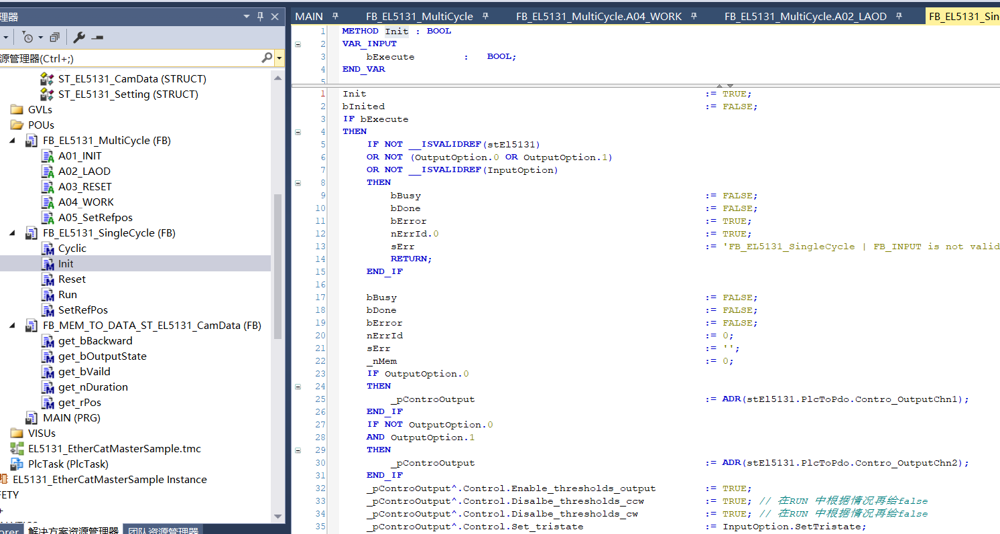 理器
源管理器(Ctrl+;)
ST_EL5131_CamData (STRUCT)
ST_EL5131_Setting (STRUCT)
GVLs
POUs
FB_EL5131_MultiCycle (FB)
A01_INIT
A02_LAOD
A03_RESET
A04_WORK
A05_SetRefpos
FB_EL5131_SingleCycle (FB)
Cyclic
Init
Reset
Run
SetRefPos
FB_MEM_TO_DATA_ST_EL5131_CamData (FB)
get_bBackward
get_bOutputState
get_bVaild
get_nDuration
get_rPos
MAIN (PRG)
VISUs
EL5131_EtherCatMasterSample.tmc
PlcTask (PlcTask)
EL5131_EtherCatMasterSample Instance
FETY
解决方案资源管理器 团队资源管理器
MAIN FB_EL5131_MultiCycle FB_EL5131_MultiCycle.A04_WORK FB_EL5131_MultiCycle.A02_LAOD FB_EL5131_Sin
1 METHOD Init : BOOL
2 VAR_INPUT
3 bExecute : BOOL;
4 END_VAR
5
1 Init := TRUE;
2 bInited := FALSE;
3 IF bExecute
4 THEN
5 IF NOT __ISVALIDREF(stEl5131)
6 OR NOT (OutputOption.0 OR OutputOption.1)
7 OR NOT __ISVALIDREF(InputOption)
8 THEN
9 bBusy := FALSE;
10 bDone := FALSE;
11 bError := TRUE;
12 nErrId.0 := TRUE;
13 sErr := 'FB_EL5131_SingleCycle | FB_INPUT is not valid
14 RETURN;
15 END_IF
16
17 bBusy := FALSE;
18 bDone := FALSE;
19 bError := FALSE;
20 nErrId := 0;
21 sErr := '';
22 _nMem := 0;
23 IF OutputOption.0
24 THEN
25 _pControOutput := ADR(stEl5131.PlcToPdo.Contro_OutputChn1);
26 END_IF
27 IF NOT OutputOption.0
28 AND OutputOption.1
29 THEN
30 _pControOutput := ADR(stEl5131.PlcToPdo.Contro_OutputChn2);
31 END_IF
32 _pControOutput^.Control.Enable_thresholds_output := TRUE;
33 _pControOutput^.Control.Disalbe_thresholds_ccw := TRUE; // 在RUN 中根据情况再给false
34 _pControOutput^.Control.Disalbe_thresholds_cw := TRUE; // 在RUN 中根据情况再给false
35 _pControOutput^.Control.Set_tristate := InputOption.SetTristate;